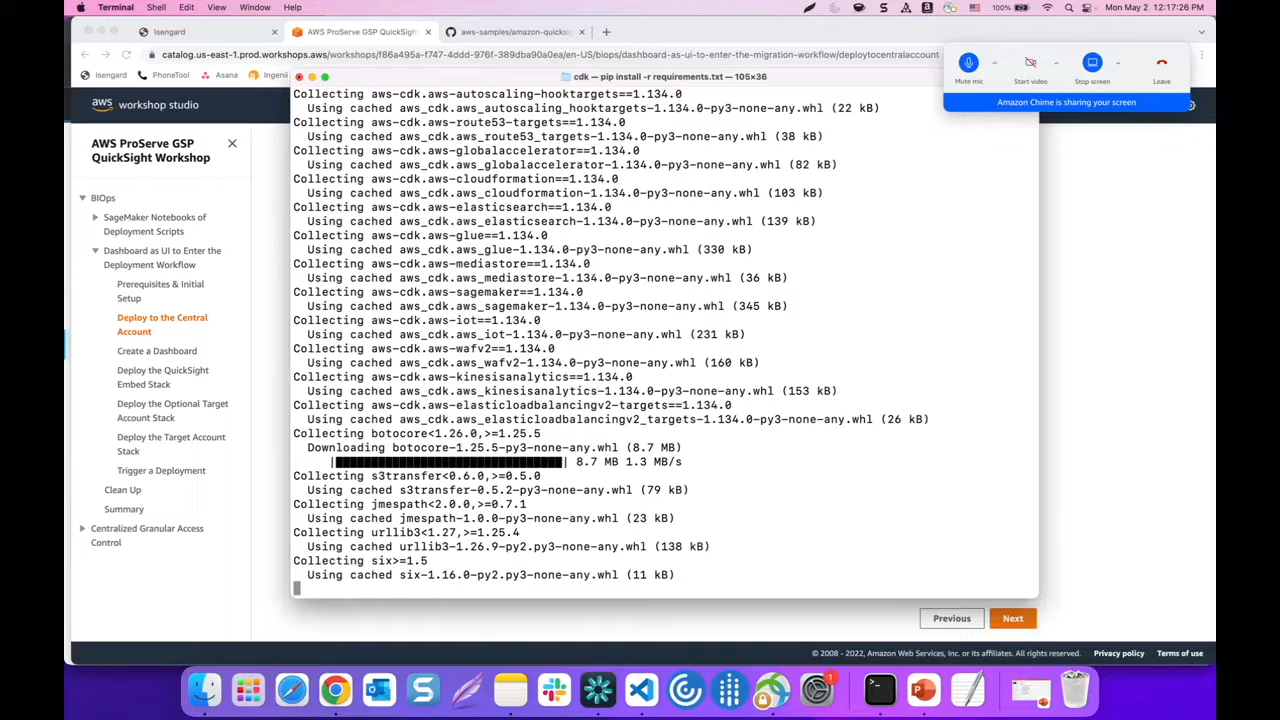 Terminal Shell Edit View Window Help
100% Mon May 2 12:17:26 PM
Isengard
AWS ProServe GSP QuickSight
aws-samples/amazon-quicksig
catalog.us-east-1.prod.workshops.aws/workshops/f86a495a-f747-4ddd-976f-389dba90a0ea/en-US/biops/dashboard-as-ui-to-enter-the-migration-workflow/deploytocentralaccount
Isengard PhoneTool Asana Ingenii
cdk — pip install -r requirements.txt — 105×36
Mute mic
Start video
Stop screen
Leave
Amazon Chime is sharing your screen
aws workshop studio
AWS ProServe GSP
QuickSight Workshop
BIOps
SageMaker Notebooks of
Deployment Scripts
Dashboard as UI to Enter the
Deployment Workflow
Prerequisites & Initial
Setup
Deploy to the Central
Account
Create a Dashboard
Deploy the QuickSight
Embed Stack
Deploy the Optional Target
Account Stack
Deploy the Target Account
Stack
Trigger a Deployment
Clean Up
Summary
Centralized Granular Access
Control
Collecting aws-cdk.aws-autoscaling-hooktargets==1.134.0
Using cached aws_cdk.aws_autoscaling_hooktargets-1.134.0-py3-none-any.whl (22 kB)
Collecting aws-cdk.aws-route53-targets==1.134.0
Using cached aws_cdk.aws_route53_targets-1.134.0-py3-none-any.whl (38 kB)
Collecting aws-cdk.aws-globalaccelerator==1.134.0
Using cached aws_cdk.aws_globalaccelerator-1.134.0-py3-none-any.whl (82 kB)
Collecting aws-cdk.aws-cloudformation==1.134.0
Using cached aws_cdk.aws_cloudformation-1.134.0-py3-none-any.whl (103 kB)
Collecting aws-cdk.aws-elasticsearch==1.134.0
Using cached aws_cdk.aws_elasticsearch-1.134.0-py3-none-any.whl (139 kB)
Collecting aws-cdk.aws-glue==1.134.0
Using cached aws_cdk.aws_glue-1.134.0-py3-none-any.whl (330 kB)
Collecting aws-cdk.aws-mediastore==1.134.0
Using cached aws_cdk.aws_mediastore-1.134.0-py3-none-any.whl (36 kB)
Collecting aws-cdk.aws-sagemaker==1.134.0
Using cached aws_cdk.aws_sagemaker-1.134.0-py3-none-any.whl (345 kB)
Collecting aws-cdk.aws-iot==1.134.0
Using cached aws_cdk.aws_iot-1.134.0-py3-none-any.whl (231 kB)
Collecting aws-cdk.aws-wafv2==1.134.0
Using cached aws_cdk.aws_wafv2-1.134.0-py3-none-any.whl (160 kB)
Collecting aws-cdk.aws-kinesisanalytics==1.134.0
Using cached aws_cdk.aws_kinesisanalytics-1.134.0-py3-none-any.whl (153 kB)
Collecting aws-cdk.aws-elasticloadbalancingv2-targets==1.134.0
Using cached aws_cdk.aws_elasticloadbalancingv2_targets-1.134.0-py3-none-any.whl (26 kB)
Collecting botocore<1.26.0,>=1.25.5
Downloading botocore-1.25.5-py3-none-any.whl (8.7 MB)
|████████████████████████████████| 8.7 MB 1.3 MB/s
Collecting s3transfer<0.6.0,>=0.5.0
Using cached s3transfer-0.5.2-py3-none-any.whl (79 kB)
Collecting jmespath<2.0.0,>=0.7.1
Using cached jmespath-1.0.0-py3-none-any.whl (23 kB)
Collecting urllib3<1.27,>=1.25.4
Using cached urllib3-1.26.9-py2.py3-none-any.whl (138 kB)
Collecting six>=1.5
Using cached six-1.16.0-py2.py3-none-any.whl (11 kB)
Previous
Next
© 2008 - 2022, Amazon Web Services, Inc. or its affiliates. All rights reserved. Privacy policy Terms of use
1